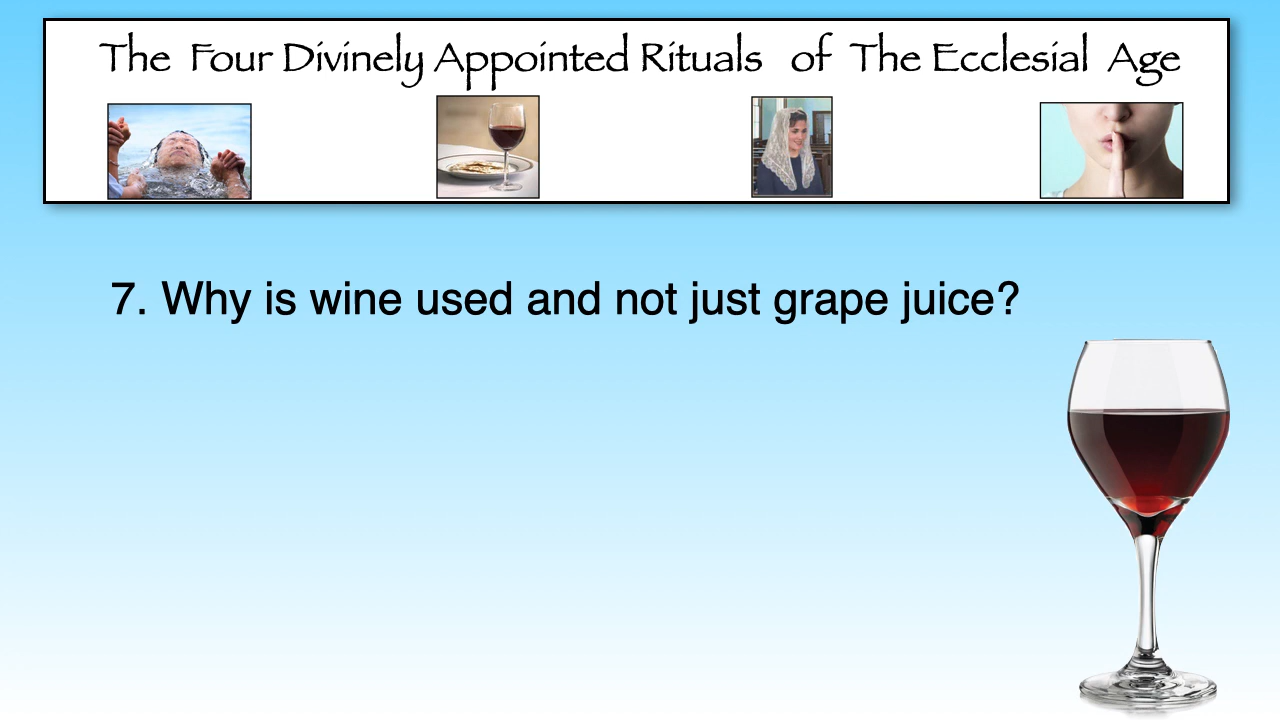 The Four Divinely Appointed Rituals of The Ecclesial Age
7. Why is wine used and not just grape juice?